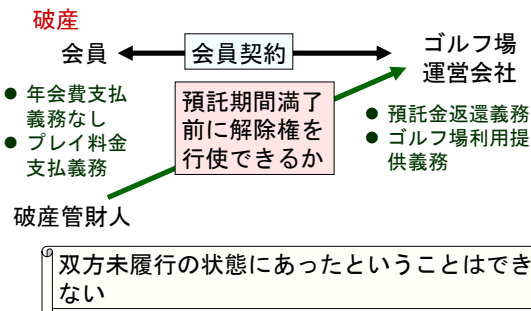 破産
会員
会員契約
ゴルフ場
運営会社
● 年会費支払
義務なし
● プレイ料金
支払義務
預託期間満了
前に解除権を
行使できるか
● 預託金返還義務
● ゴルフ場利用提
供義務
破産管財人
双方未履行の状態にあったということはでき
ない